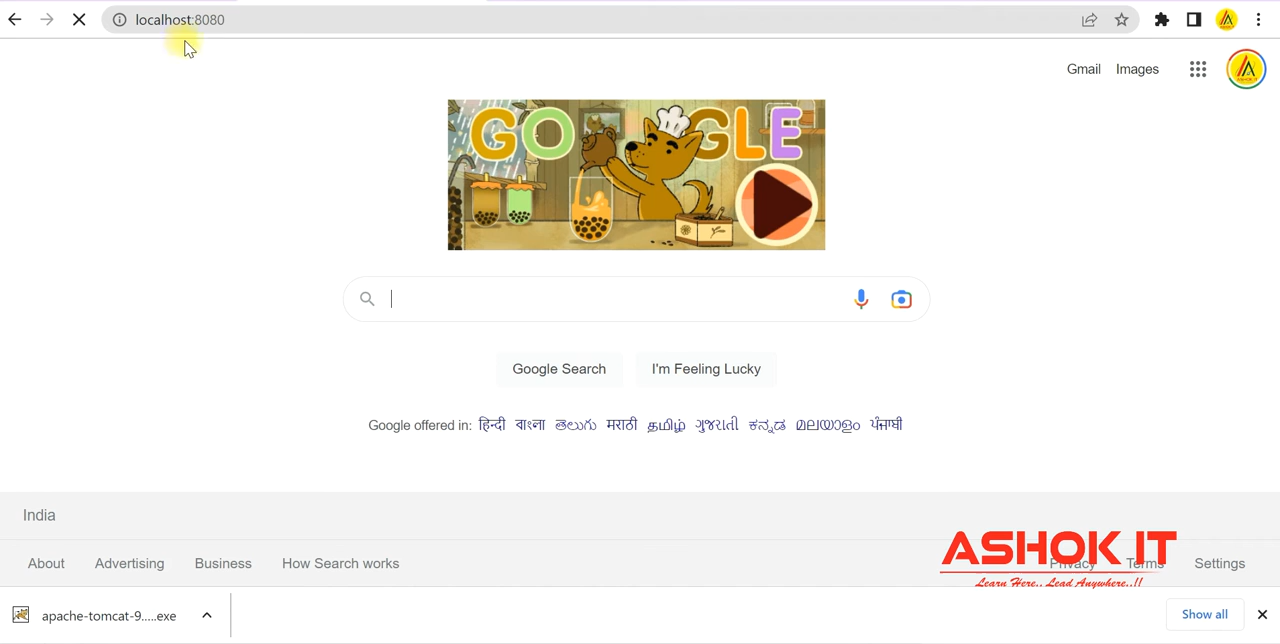 localhost:8080
Gmail Images
GOOGLE
Google Search I'm Feeling Lucky
Google offered in: हिन्दी বাংলা తెలుగు मराठी தமிழ் ગુજરાતી ಕನ್ನಡ മലയാളം ਪੰਜਾਬੀ
India
ASHOK IT
About Advertising Business How Search works Privacy Terms Settings
Learn Here.. Lead Anywhere..!!
apache-tomcat-9.....exe Show all